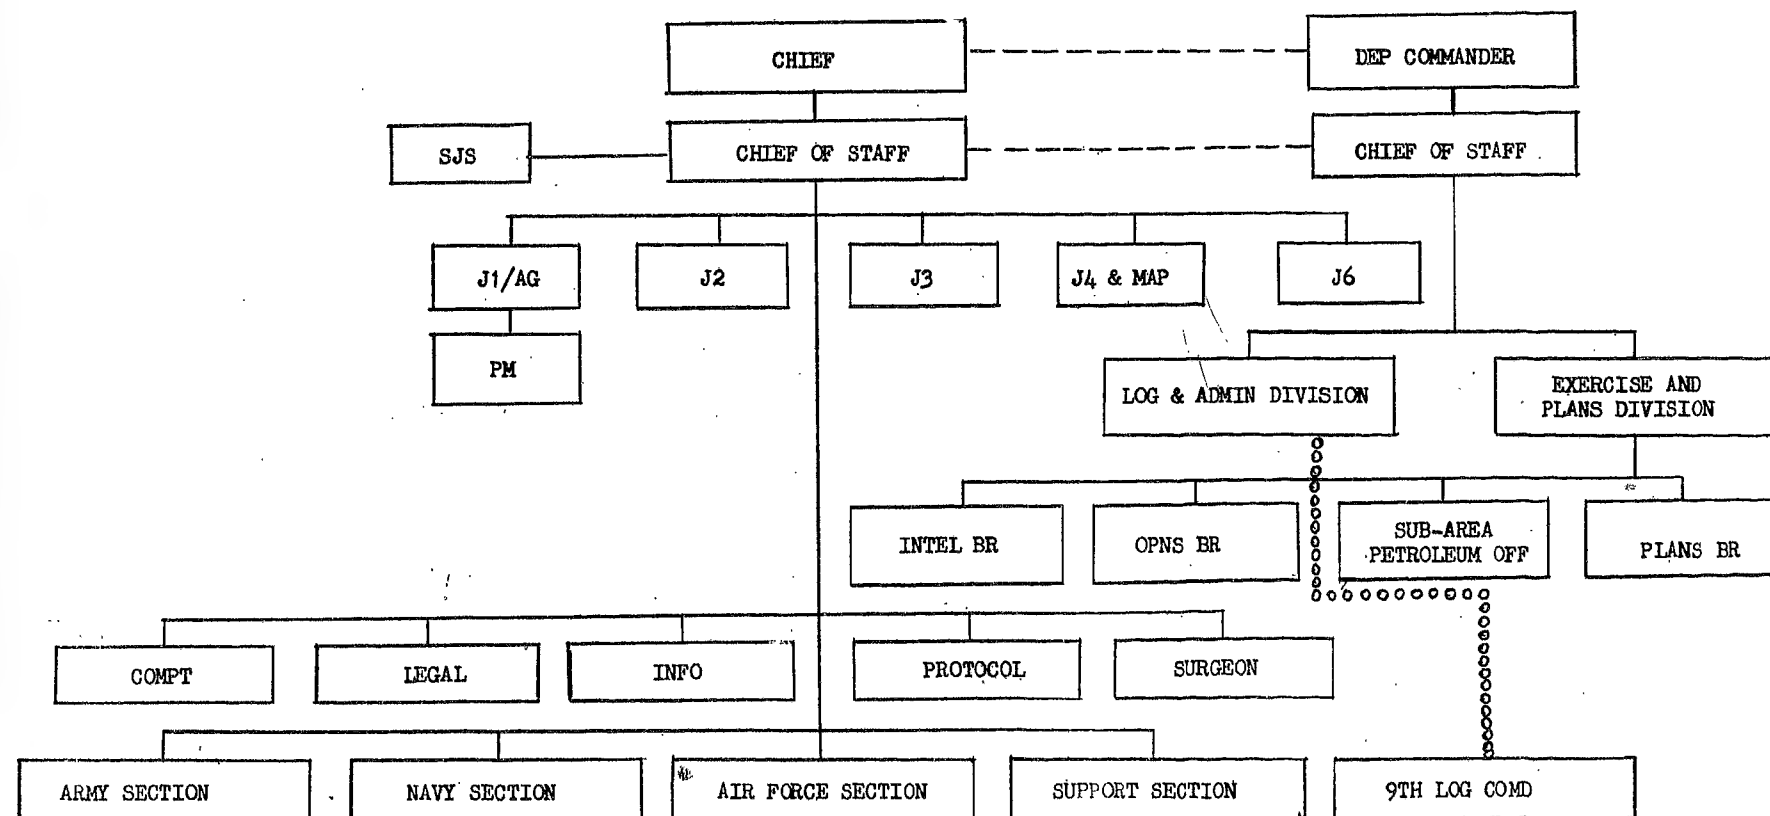 CHIEF
DEP COMMANDER
SJS
CHIEF OF STAFF
CHIEF OF STAFF
J1/AG
J2
J3
J4 & MAP
J6
PM
LOG & ADMIN DIVISION
EXERCISE AND
PLANS DIVISION
INTEL BR
OPNS BR
SUB-AREA
PETROLEUM OFF
PLANS BR
COMPT
LEGAL
INFO
PROTOCOL
SURGEON
ARMY SECTION
NAVY SECTION
AIR FORCE SECTION
SUPPORT SECTION
9TH LOG COMD